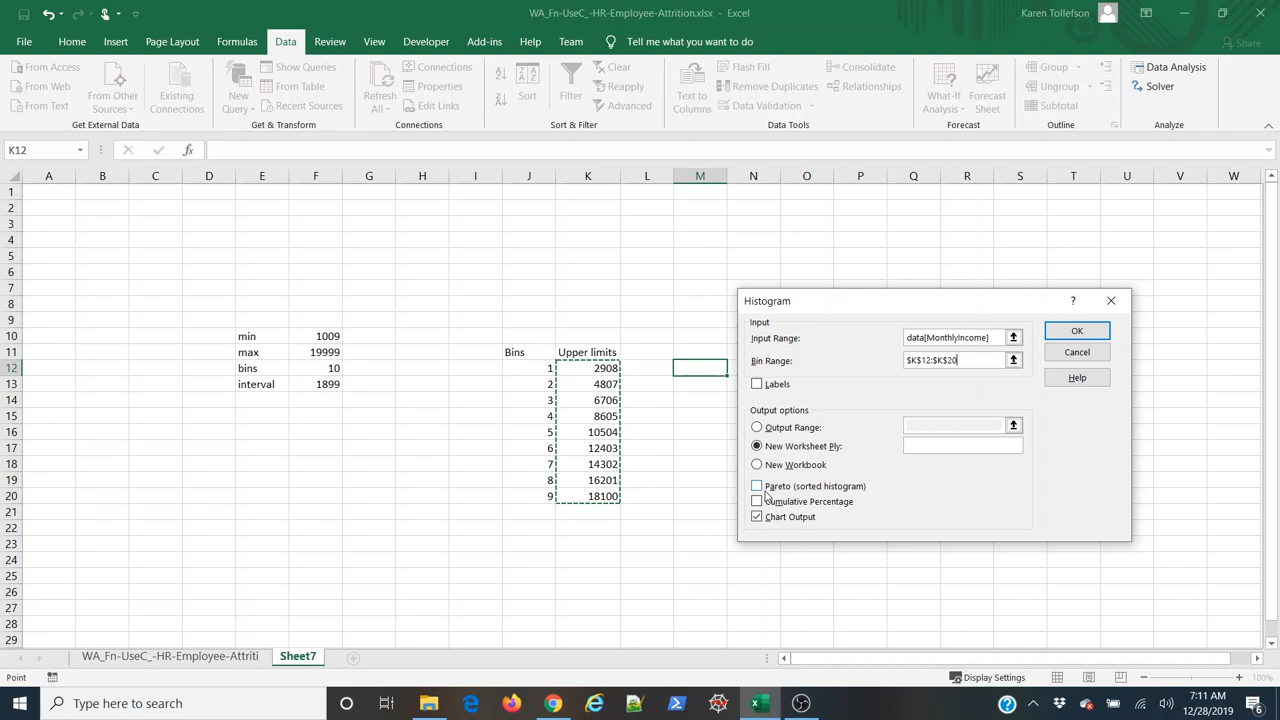 WA_Fn-UseC_-HR-Employee-Attrition.xlsx - Excel
Karen Tollefson
File Home Insert Page Layout Formulas Data Review View Developer Add-ins Help Team Tell me what you want to do
Share
From Access
From Web
From Text
From Other Sources
Existing Connections
Get External Data
New Query
Show Queries
From Table
Recent Sources
Get & Transform
Refresh All
Connections
Properties
Edit Links
Connections
Sort
Filter
Clear
Reapply
Advanced
Sort & Filter
Text to Columns
Flash Fill
Remove Duplicates
Data Validation
Consolidate
Relationships
Data Tools
What-If Analysis
Forecast Sheet
Forecast
Group
Ungroup
Subtotal
Outline
Data Analysis
Solver
Analyze
K12
fx
A B C D E F G H I J K L M N O P Q R S T U V W
1
2
3
4
5
6
7
8
9
10 min 1009
11 max 19999 Bins Upper limits
12 bins 10 1 2908
13 interval 1899 2 4807
14 3 6706
15 4 8605
16 5 10504
17 6 12403
18 7 14302
19 8 16201
20 9 18100
21
22
23
24
25
26
27
28
29
Histogram
?
Input
Input Range: data[MonthlyIncome]
Bin Range: $K$12:$K$20
Labels
OK
Cancel
Help
Output options
Output Range:
New Worksheet Ply:
New Workbook
Pareto (sorted histogram)
Cumulative Percentage
Chart Output
WA_Fn-UseC_-HR-Employee-Attriti Sheet7
Point
Display Settings
100%
Type here to search
7:11 AM
12/28/2019
6